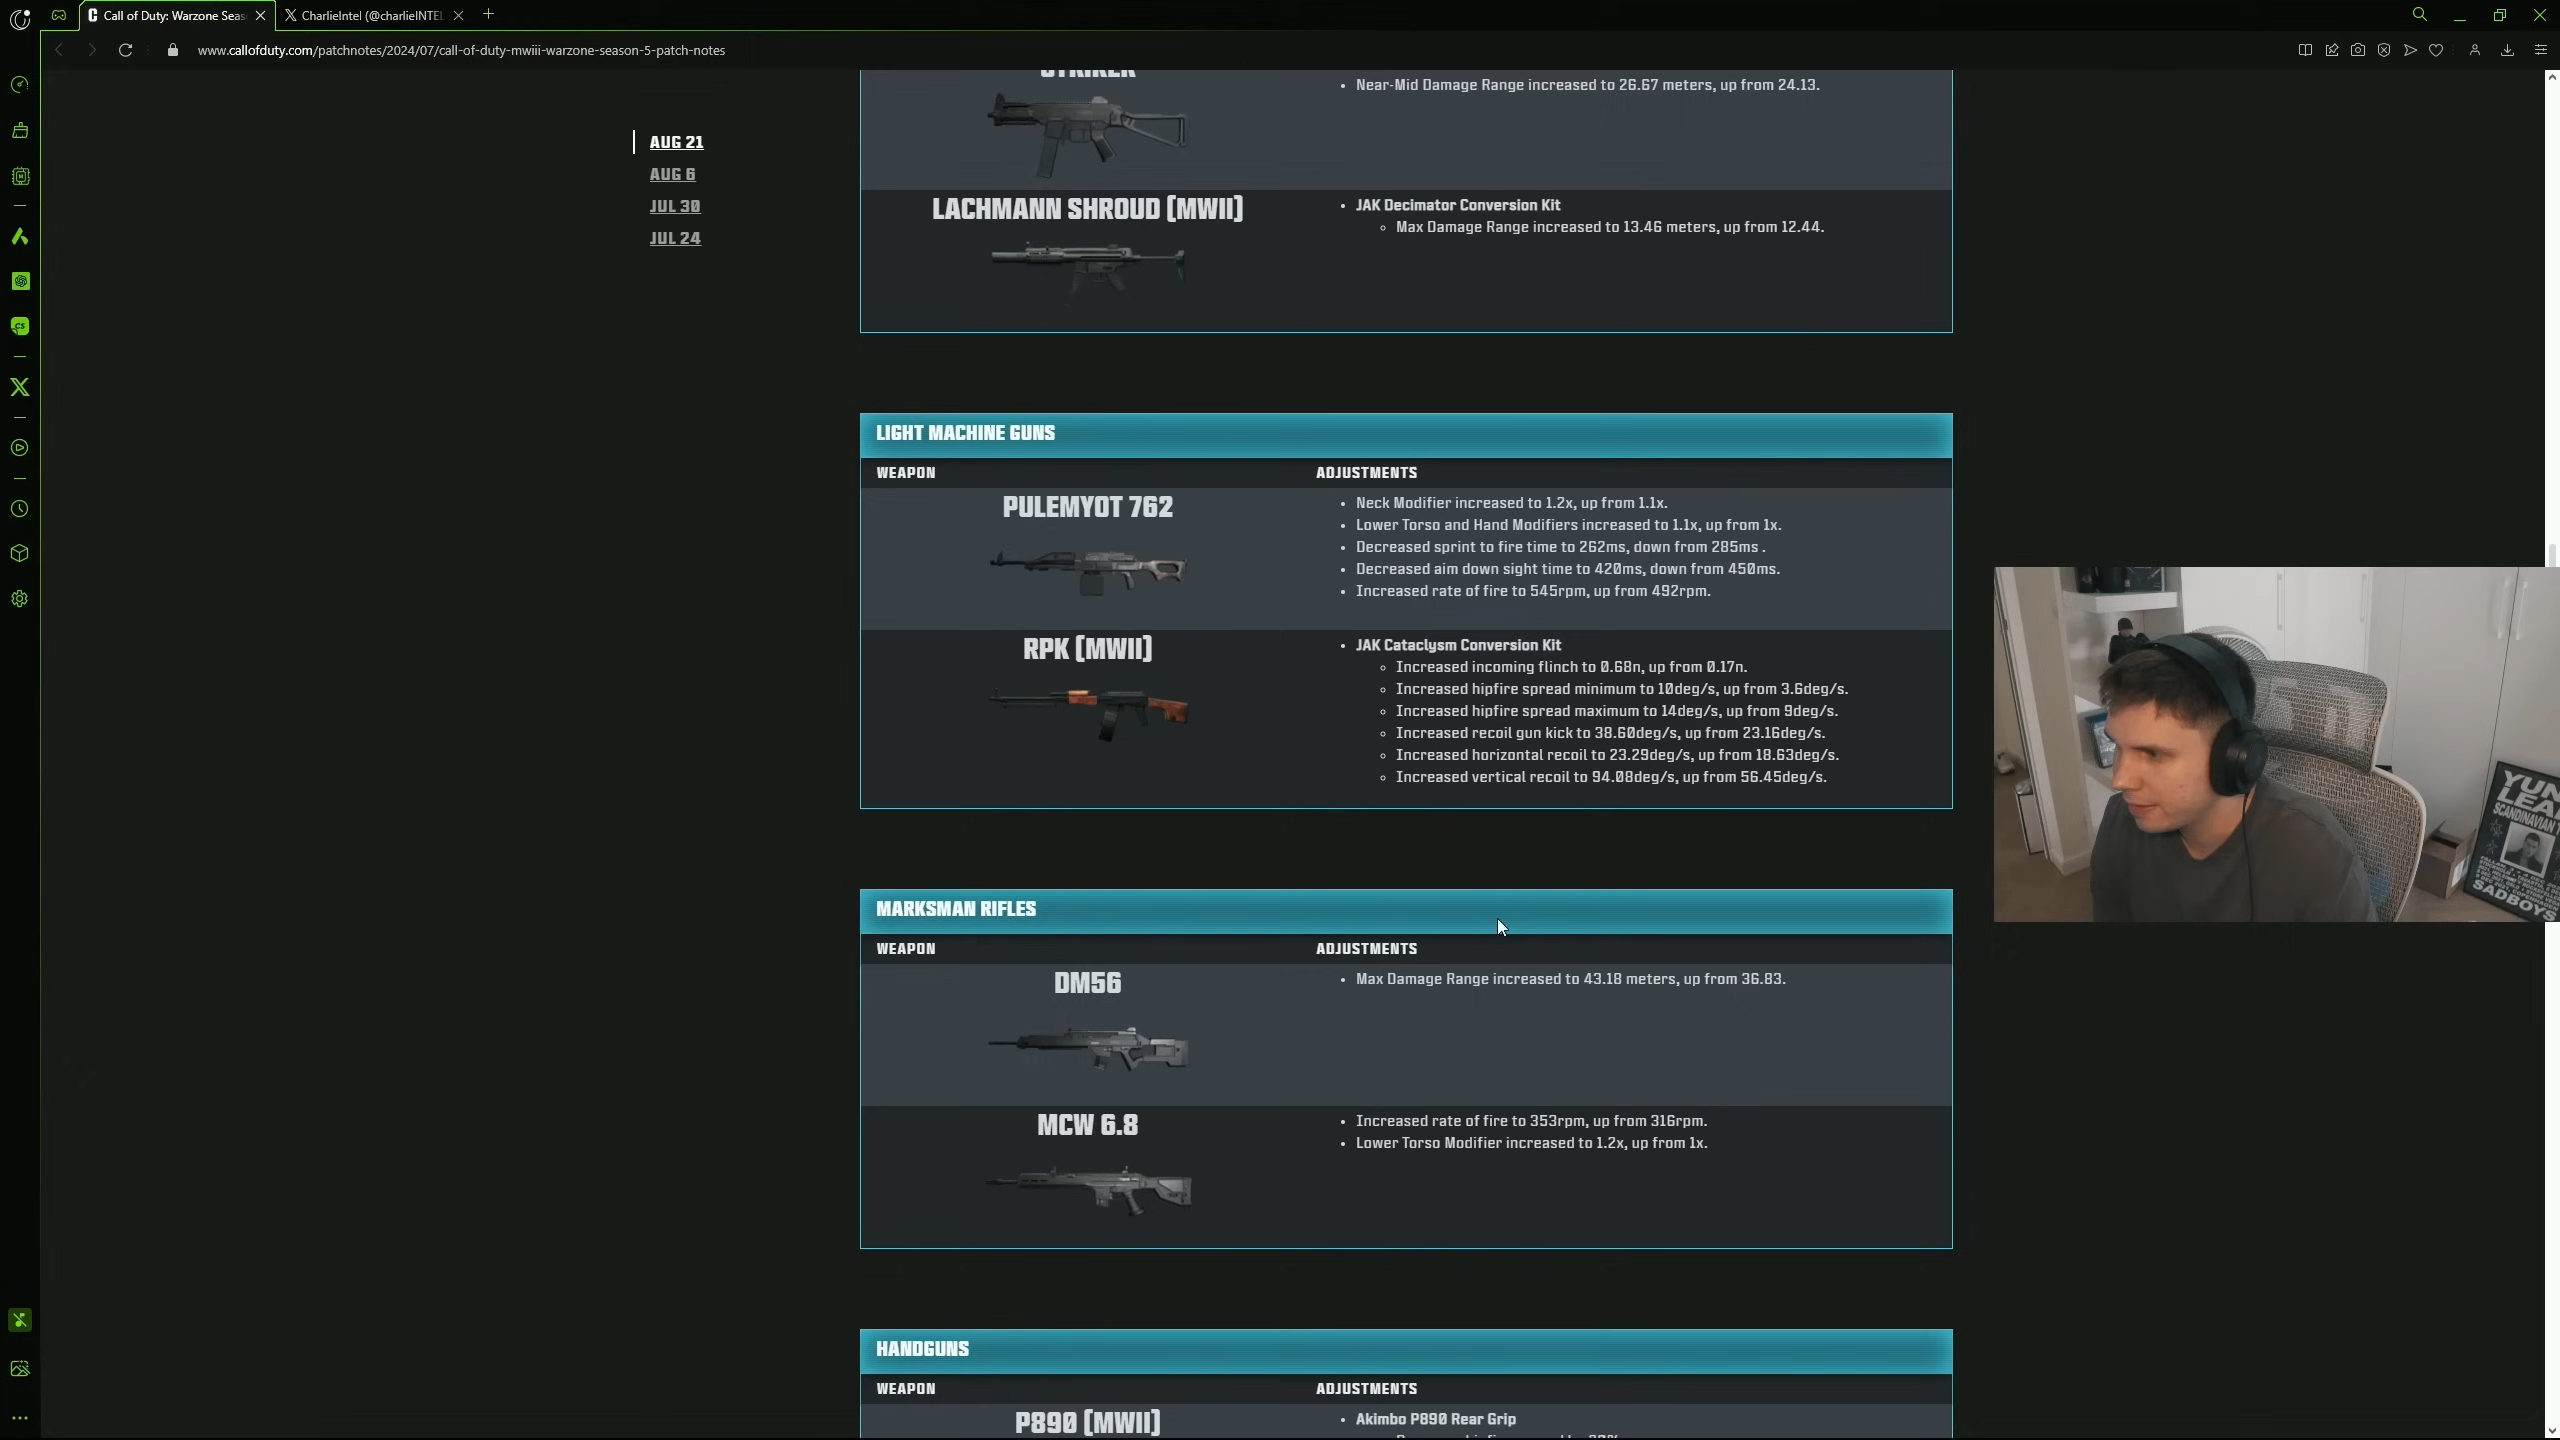 Call of Duty: Warzone Seas
CharlieIntel (@charlieINTEL
www.callofduty.com/patchnotes/2024/07/call-of-duty-mwiii-warzone-season-5-patch-notes
AUG 21
AUG 6
JUL 30
JUL 24
STRIKER
• Near-Mid Damage Range increased to 26.67 meters, up from 24.13.
LACHMANN SHROUD (MWII)
• JAK Decimator Conversion Kit
◦ Max Damage Range increased to 13.46 meters, up from 12.44.
LIGHT MACHINE GUNS
WEAPON
ADJUSTMENTS
PULEMYOT 762
• Neck Modifier increased to 1.2x, up from 1.1x.
• Lower Torso and Hand Modifiers increased to 1.1x, up from 1x.
• Decreased sprint to fire time to 262ms, down from 285ms .
• Decreased aim down sight time to 420ms, down from 450ms.
• Increased rate of fire to 545rpm, up from 492rpm.
RPK (MWII)
• JAK Cataclysm Conversion Kit
◦ Increased incoming flinch to 0.68n, up from 0.17n.
◦ Increased hipfire spread minimum to 10deg/s, up from 3.6deg/s.
◦ Increased hipfire spread maximum to 14deg/s, up from 9deg/s.
◦ Increased recoil gun kick to 38.60deg/s, up from 23.16deg/s.
◦ Increased horizontal recoil to 23.29deg/s, up from 18.63deg/s.
◦ Increased vertical recoil to 94.08deg/s, up from 56.45deg/s.
MARKSMAN RIFLES
WEAPON
ADJUSTMENTS
DM56
• Max Damage Range increased to 43.18 meters, up from 36.83.
MCW 6.8
• Increased rate of fire to 353rpm, up from 316rpm.
• Lower Torso Modifier increased to 1.2x, up from 1x.
HANDGUNS
WEAPON
ADJUSTMENTS
P890 (MWII)
• Akimbo P890 Rear Grip
YUN
LEA
SCANDINAVIAN
SADBOYS